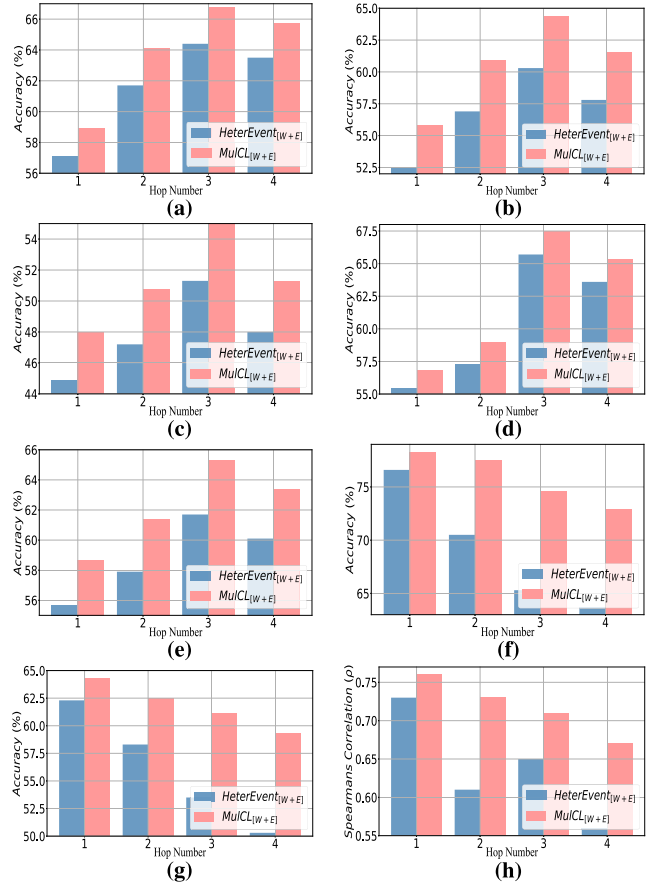 Accuracy (%)
66
64
62
60
58
56
HeterEvent[W+E]
MulCL[W+E]
1
2
3
4
Hop Number
(a)
Accuracy (%)
65.0
62.5
60.0
57.5
55.0
52.5
HeterEvent[W+E]
MulCL[W+E]
1
2
3
4
Hop Number
(b)
Accuracy (%)
54
52
50
48
46
44
HeterEvent[W+E]
MulCL[W+E]
1
2
3
4
Hop Number
(c)
Accuracy (%)
67.5
65.0
62.5
60.0
57.5
55.0
HeterEvent[W+E]
MulCL[W+E]
1
2
3
4
Hop Number
(d)
Accuracy (%)
66
64
62
60
58
56
HeterEvent[W+E]
MulCL[W+E]
1
2
3
4
Hop Number
(e)
Accuracy (%)
75
70
65
HeterEvent[W+E]
MulCL[W+E]
1
2
3
4
Hop Number
(f)
Accuracy (%)
65.0
62.5
60.0
57.5
55.0
52.5
50.0
HeterEvent[W+E]
MulCL[W+E]
1
2
3
4
Hop Number
(g)
Spearmans Correlation (ρ)
0.75
0.70
0.65
0.60
0.55
HeterEvent[W+E]
MulCL[W+E]
1
2
3
4
Hop Number
(h)